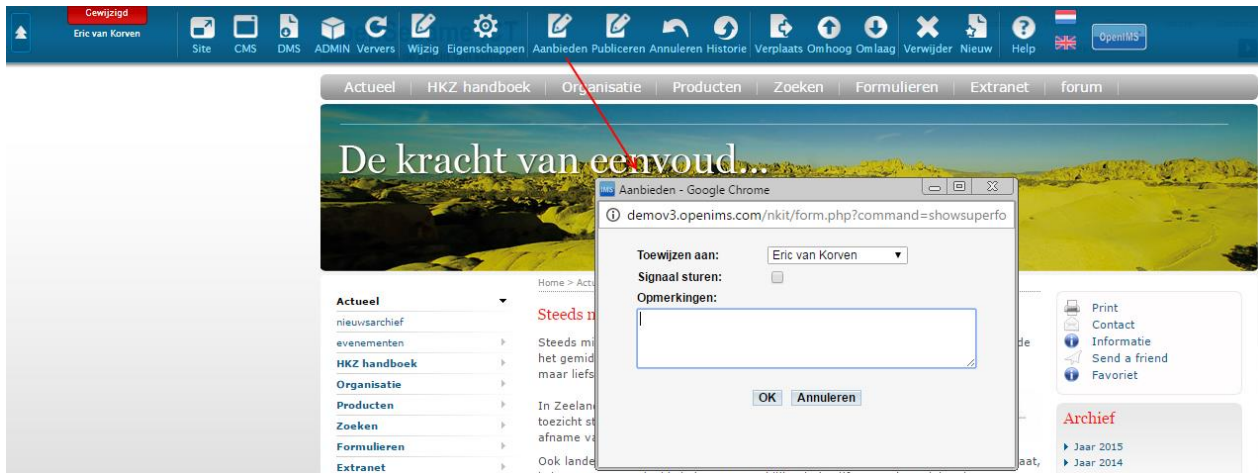 Gewijzigd
Eric van Korven
Site CMS DMS ADMIN Ververs Wijzig Eigenschappen Aanbieden Publiceren Annuleren Historie Verplaats Omhoog Omlaag Verwijder Nieuw Help OpenIMS
Actueel HKZ handboek Organisatie Producten Zoeken Formulieren Extranet forum
De kracht van eenvoud...
IMS Aanbieden - Google Chrome
demov3.openims.com/nkit/form.php?command=showsuperfo
Toewijzen aan: Eric van Korven
Signaal sturen:
Opmerkingen:
OK Annuleren
Home > Actu
Actueel
nieuwsarchief
evenementen
HKZ handboek
Organisatie
Producten
Zoeken
Formulieren
Extranet
Steeds m
Steeds mi de
het gemid
maar liefs
In Zeelan
toezicht st
afname va
Ook lande aat,
Print
Contact
Informatie
Send a friend
Favoriet
Archief
Jaar 2015
Jaar 2014